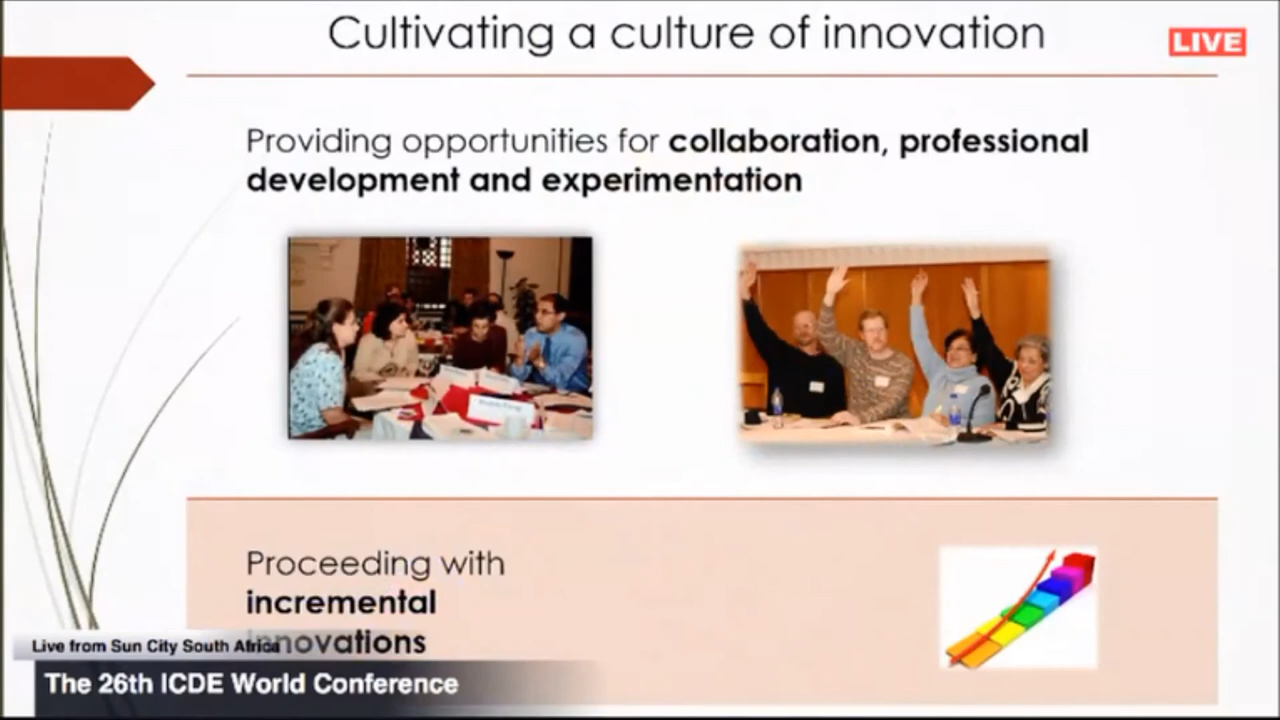 Cultivating a culture of innovation
LIVE
Providing opportunities for collaboration, professional
development and experimentation
Proceeding with
incremental
innovations
Live from Sun City South Africa
The 26th ICDE World Conference